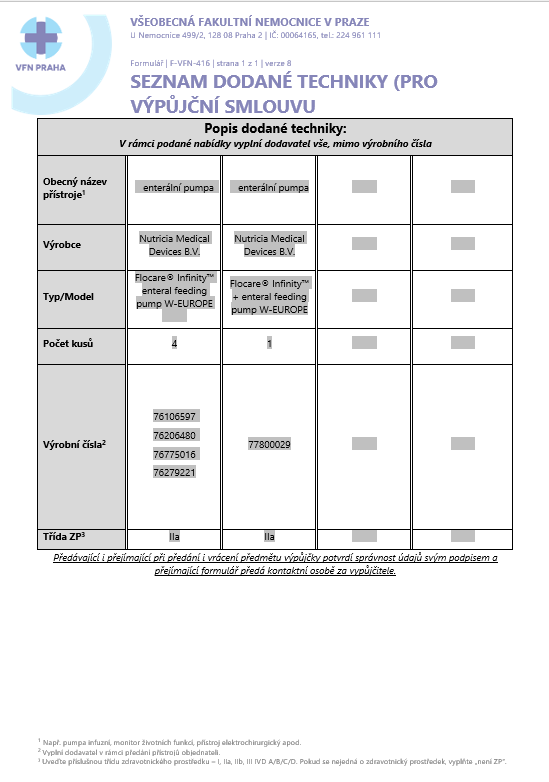 VŠEOBECNÁ FAKULTNÍ NEMOCNICE V PRAZE
U Nemocnice 499/2, 128 08 Praha 2 | IČ: 00064165, tel.: 224 961 111
VFN PRAHA
Formulář | F-VFN-416 | strana 1 z 1 | verze 8
SEZNAM DODANÉ TECHNIKY (PRO
VÝPŮJČNÍ SMLOUVU
Popis dodané techniky:
V rámci podané nabídky vyplní dodavatel vše, mimo výrobního čísla
Obecný název
přístroje¹
enterální pumpa
enterální pumpa
Výrobce
Nutricia Medical
Devices B.V.
Nutricia Medical
Devices B.V.
Typ/Model
Flocare® Infinity™
enteral feeding
pump W-EUROPE
Flocare® Infinity™
+ enteral feeding
pump W-EUROPE
Počet kusů
4
1
Výrobní čísla²
76106597
76206480
76775016
76279221
77800029
Třída ZP³
IIa
IIa
Předávající i přejímající při předání i vrácení předmětu výpůjčky potvrdí správnost údajů svým podpisem a
přejímající formulář předá kontaktní osobě za vypůjčitele.
¹ Např. pumpa infuzní, monitor životních funkcí, přístroj elektrochirurgický apod.
² Vyplní dodavatel v rámci předání přístrojů objednateli.
³ Uveďte příslušnou třídu zdravotnického prostředku – I, IIa, IIb, III IVD A/B/C/D. Pokud se nejedná o zdravotnický prostředek, vyplňte „není ZP".